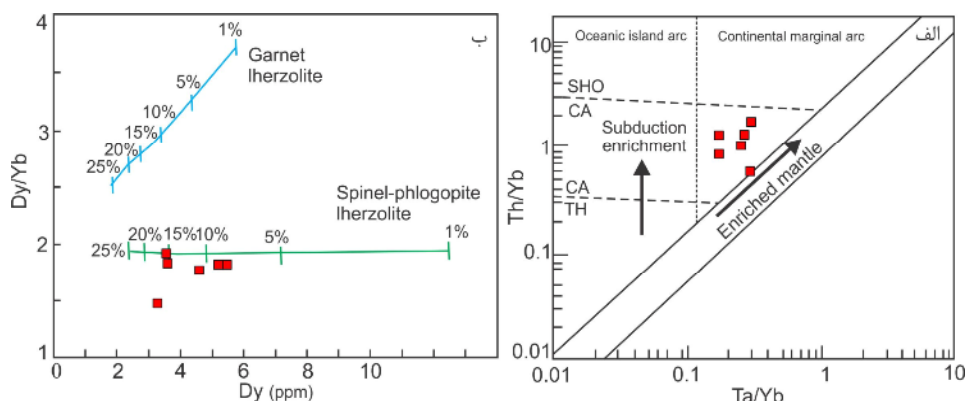 4
3
2
1
Dy/Yb
1%
5%
10%
15%
20%
25%
Garnet
lherzolite
ب
Spinel-phlogopite
lherzolite
25%
20%
15%
10%
5%
1%
2
4
6
8
10
Dy (ppm)
10
1
0.1
0.01
Th/Yb
Oceanic island arc
Continental marginal arc
الف
SHO
CA
Subduction
enrichment
CA
TH
Enriched mantle
0.01
0.1
1
10
Ta/Yb